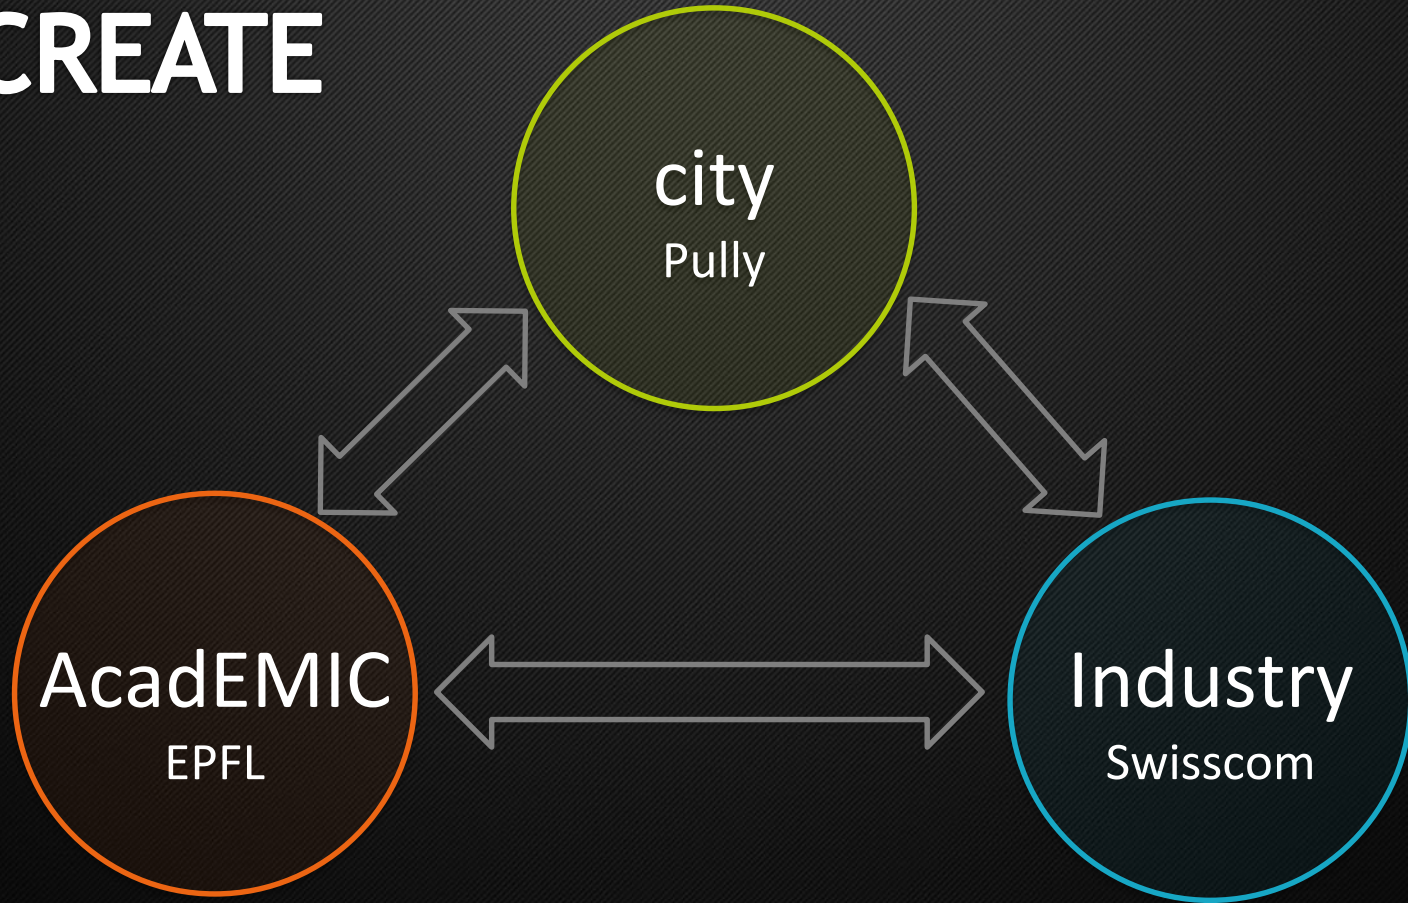 CREATE
city
Pully
AcadEMIC
EPFL
Industry
Swisscom